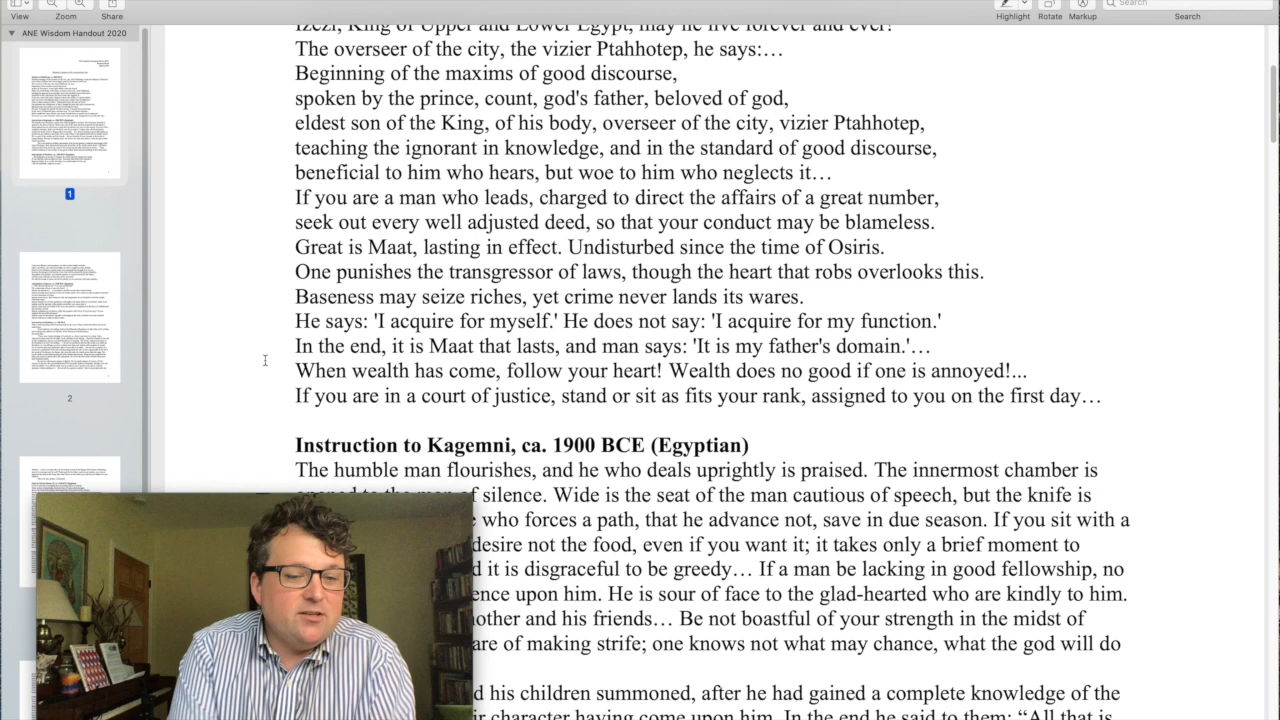 View
Zoom
Share
Highlight
Rotate
Markup
Search
Search
ANE Wisdom Handout 2020
1
2
Izezi, King of Upper and Lower Egypt, may he live forever and ever!
The overseer of the city, the vizier Ptahhotep, he says:…
Beginning of the maxims of good discourse,
spoken by the prince, count, god's father, beloved of god,
eldest son of the King, of his body, overseer of the city, vizier Ptahhotep,
teaching the ignorant in knowledge, and in the standard of good discourse,
beneficial to him who hears, but woe to him who neglects it…
If you are a man who leads, charged to direct the affairs of a great number,
seek out every well adjusted deed, so that your conduct may be blameless.
Great is Maat, lasting in effect. Undisturbed since the time of Osiris.
One punishes the transgressor of laws, though the heart that robs overlooks this.
Baseness may seize riches, yet crime never lands its wares.
He says: 'I acquire for myself.' He does not say: 'I acquire for my function.'
In the end, it is Maat that lasts, and man says: 'It is my father's domain.'...
When wealth has come, follow your heart! Wealth does no good if one is annoyed!...
If you are in a court of justice, stand or sit as fits your rank, assigned to you on the first day…
Instruction to Kagemni, ca. 1900 BCE (Egyptian)
The humble man flourishes, and he who deals uprightly is praised. The innermost chamber is
silence. Wide is the seat of the man cautious of speech, but the knife is
who forces a path, that he advance not, save in due season. If you sit with a
desire not the food, even if you want it; it takes only a brief moment to
it is disgraceful to be greedy… If a man be lacking in good fellowship, no
upon him. He is sour of face to the glad-hearted who are kindly to him.
and his friends… Be not boastful of your strength in the midst of
of making strife; one knows not what may chance, what the god will do
his children summoned, after he had gained a complete knowledge of the
character having come upon him. In the end he said to them: “All that is